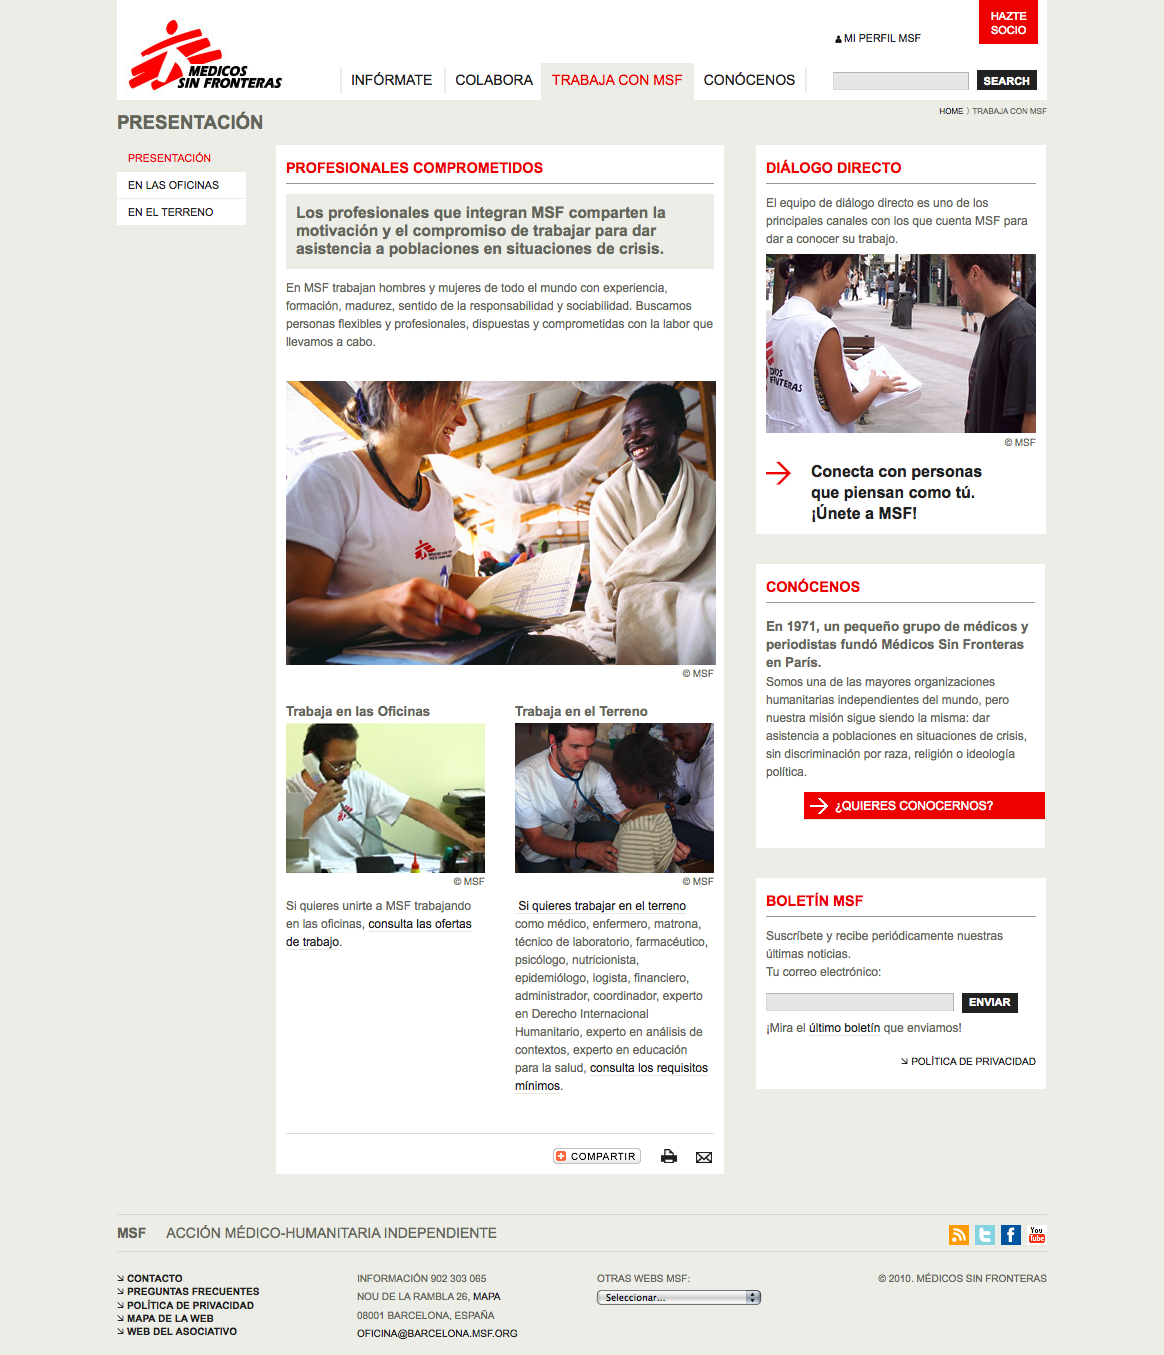 HAZTE
SOCIO
MI PERFIL MSF
MEDICOS
SIN FRONTERAS
INFÓRMATE
COLABORA
TRABAJA CON MSF
CONÓCENOS
SEARCH
HOME ⟩ TRABAJA CON MSF
PRESENTACIÓN
PRESENTACIÓN
EN LAS OFICINAS
EN EL TERRENO
PROFESIONALES COMPROMETIDOS
Los profesionales que integran MSF comparten la
motivación y el compromiso de trabajar para dar
asistencia a poblaciones en situaciones de crisis.
En MSF trabajan hombres y mujeres de todo el mundo con experiencia,
formación, madurez, sentido de la responsabilidad y sociabilidad. Buscamos
personas flexibles y profesionales, dispuestas y comprometidas con la labor que
llevamos a cabo.
© MSF
Trabaja en las Oficinas
© MSF
Si quieres unirte a MSF trabajando
en las oficinas, consulta las ofertas
de trabajo.
Trabaja en el Terreno
© MSF
Si quieres trabajar en el terreno
como médico, enfermero, matrona,
técnico de laboratorio, farmacéutico,
psicólogo, nutricionista,
epidemiólogo, logista, financiero,
administrador, coordinador, experto
en Derecho Internacional
Humanitario, experto en análisis de
contextos, experto en educación
para la salud, consulta los requisitos
mínimos.
COMPARTIR
DIÁLOGO DIRECTO
El equipo de diálogo directo es uno de los
principales canales con los que cuenta MSF para
dar a conocer su trabajo.
© MSF
Conecta con personas
que piensan como tú.
¡Únete a MSF!
CONÓCENOS
En 1971, un pequeño grupo de médicos y
periodistas fundó Médicos Sin Fronteras
en París.
Somos una de las mayores organizaciones
humanitarias independientes del mundo, pero
nuestra misión sigue siendo la misma: dar
asistencia a poblaciones en situaciones de crisis,
sin discriminación por raza, religión o ideología
política.
¿QUIERES CONOCERNOS?
BOLETÍN MSF
Suscríbete y recibe periódicamente nuestras
últimas noticias.
Tu correo electrónico:
ENVIAR
¡Mira el último boletín que enviamos!
POLÍTICA DE PRIVACIDAD
MSF ACCIÓN MÉDICO-HUMANITARIA INDEPENDIENTE
You
Tube
CONTACTO
PREGUNTAS FRECUENTES
POLÍTICA DE PRIVACIDAD
MAPA DE LA WEB
WEB DEL ASOCIATIVO
INFORMACIÓN 902 303 065
NOU DE LA RAMBLA 26, MAPA
08001 BARCELONA, ESPAÑA
OFICINA@BARCELONA.MSF.ORG
OTRAS WEBS MSF:
Seleccionar...
© 2010. MÉDICOS SIN FRONTERAS